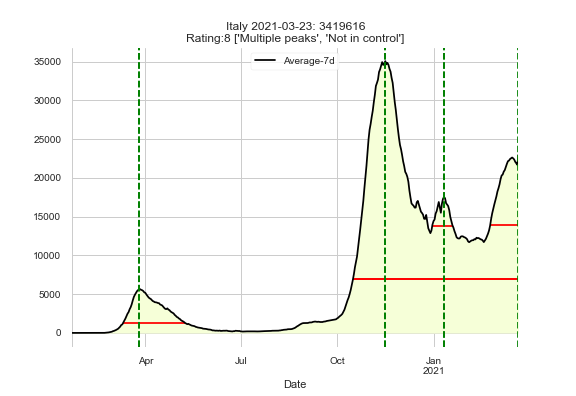 Italy 2021-03-23: 3419616
Rating:8 ['Multiple peaks', 'Not in control']
Average-7d
35000
30000
25000
20000
15000
10000
5000
0
Apr
Jul
Oct
Jan
2021
Date